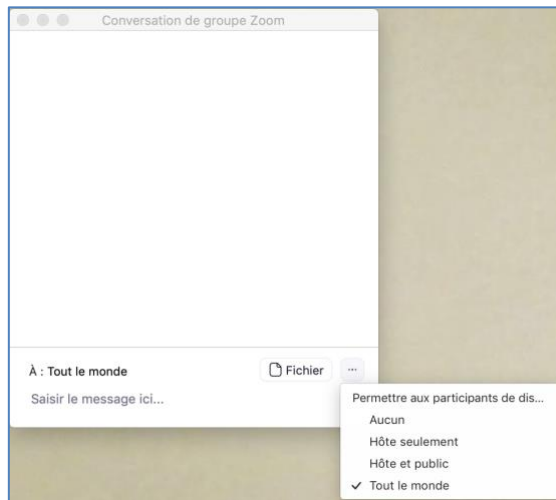 Conversation de groupe Zoom
À : Tout le monde
Fichier
...
Saisir le message ici...
Permettre aux participants de dis...
Aucun
Hôte seulement
Hôte et public
✓ Tout le monde